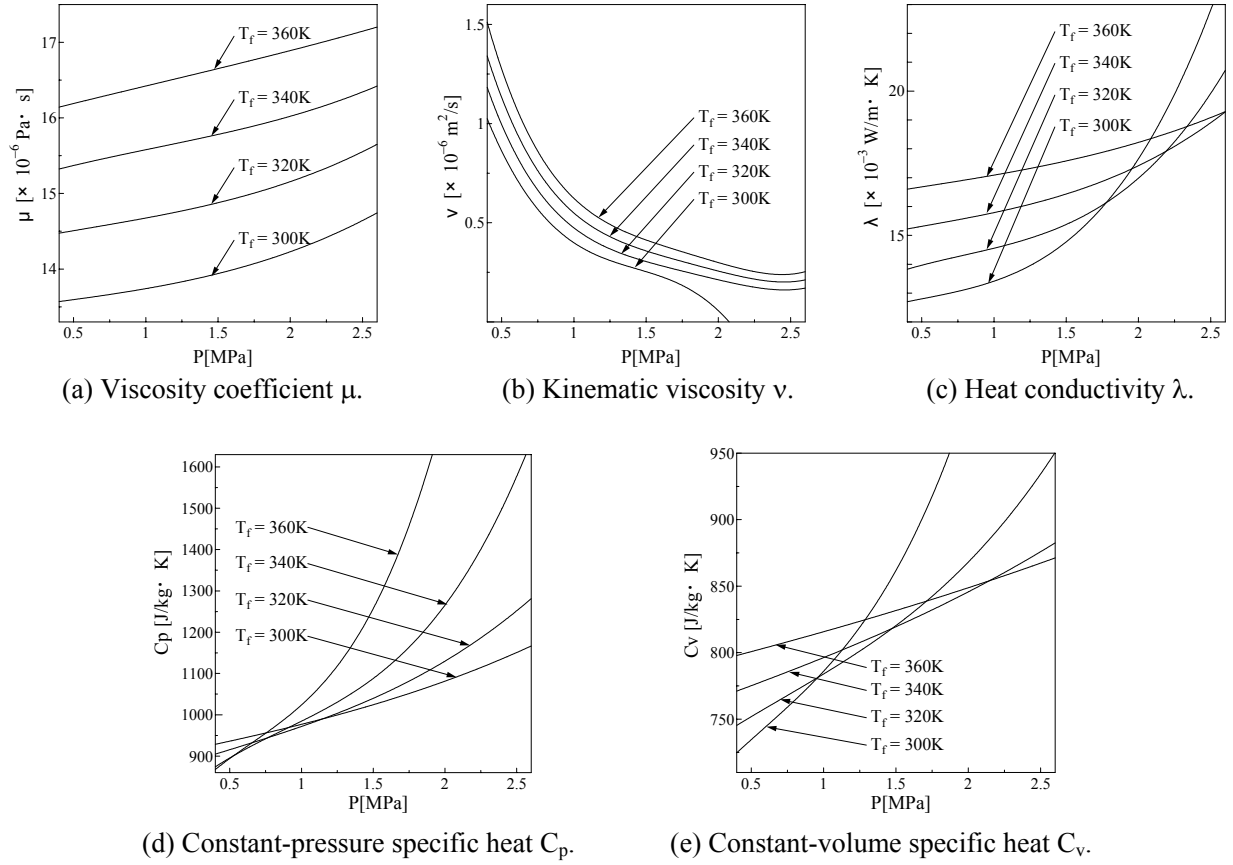 17
16
15
14
μ [× 10⁻⁶ Pa· s]
T_f = 360K
T_f = 340K
T_f = 320K
T_f = 300K
0.5 1 1.5 2 2.5
P[MPa]
(a) Viscosity coefficient μ.
1.5
1
0.5
ν [× 10⁻⁶ m²/s]
T_f = 360K
T_f = 340K
T_f = 320K
T_f = 300K
0.5 1 1.5 2 2.5
P[MPa]
(b) Kinematic viscosity ν.
20
15
λ [× 10⁻³ W/m· K]
T_f = 360K
T_f = 340K
T_f = 320K
T_f = 300K
0.5 1 1.5 2 2.5
P[MPa]
(c) Heat conductivity λ.
1600
1500
1400
1300
1200
1100
1000
900
Cp [J/kg· K]
T_f = 360K
T_f = 340K
T_f = 320K
T_f = 300K
0.5 1 1.5 2 2.5
P[MPa]
(d) Constant-pressure specific heat C_p.
950
900
850
800
750
Cv [J/kg· K]
T_f = 360K
T_f = 340K
T_f = 320K
T_f = 300K
0.5 1 1.5 2 2.5
P[MPa]
(e) Constant-volume specific heat C_v.